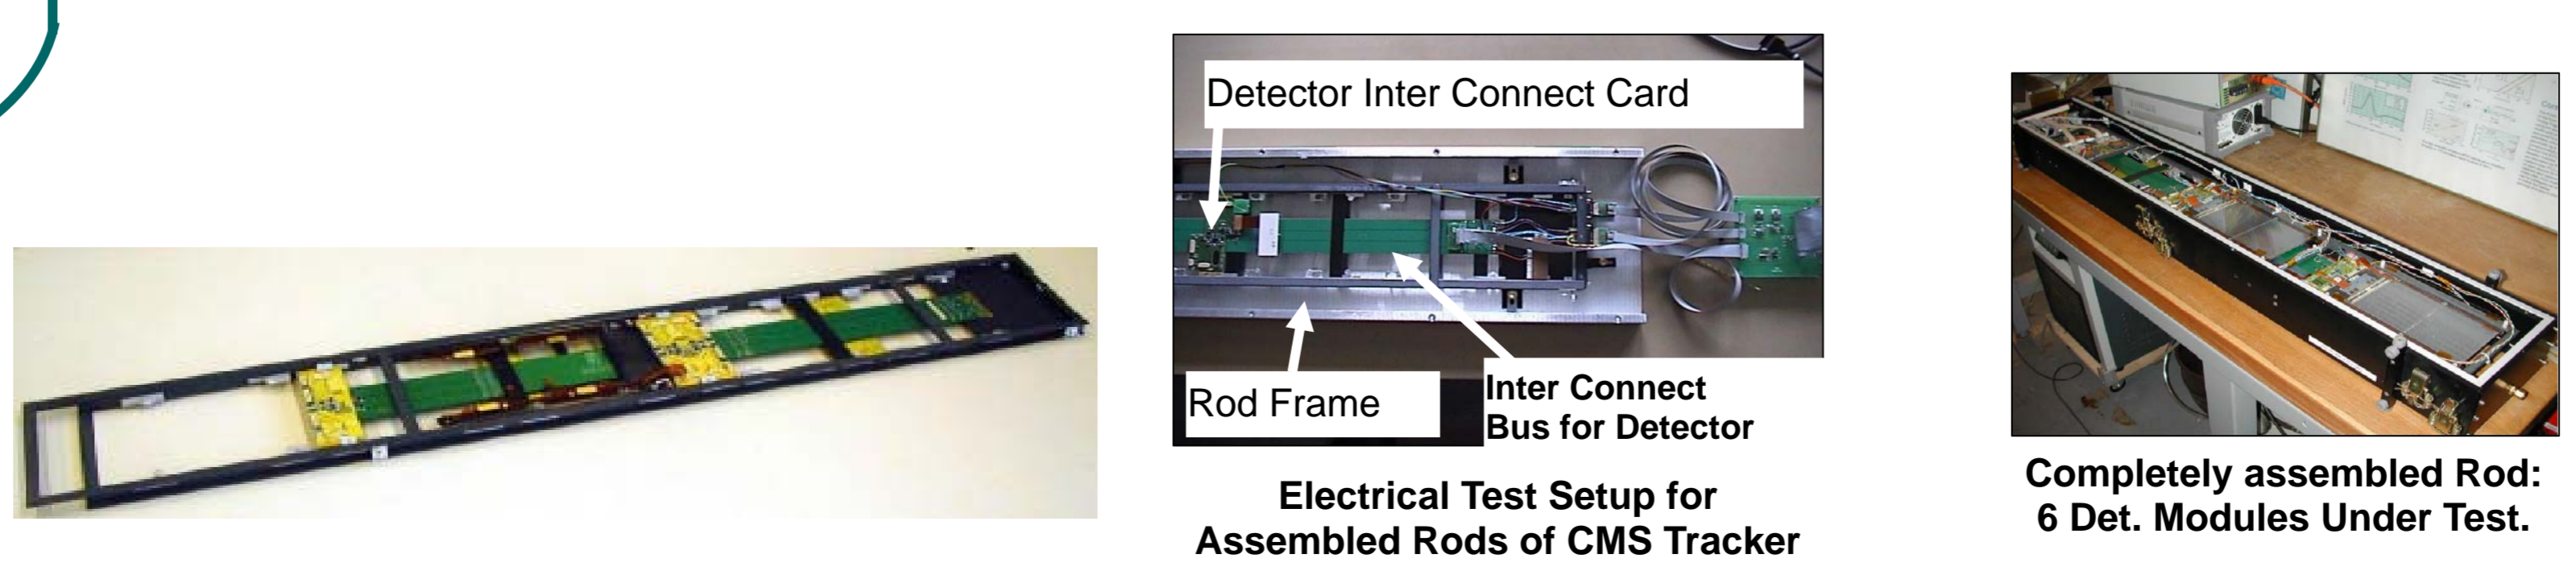 Detector Inter Connect Card
Rod Frame
Inter Connect
Bus for Detector
Electrical Test Setup for
Assembled Rods of CMS Tracker
Completely assembled Rod:
6 Det. Modules Under Test.